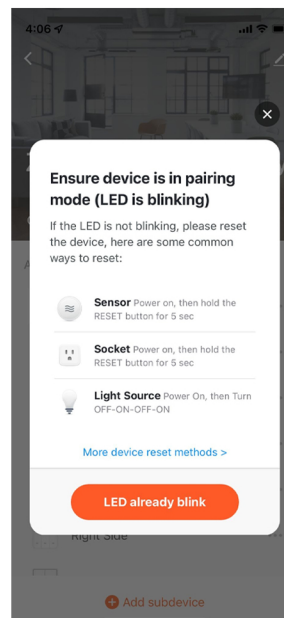 4:06
Ensure device is in pairing
mode (LED is blinking)
If the LED is not blinking, please reset
the device, here are some common
ways to reset:
Sensor Power on, then hold the
RESET button for 5 sec
Socket Power on, then hold the
RESET button for 5 sec
Light Source Power On, then Turn
OFF-ON-OFF-ON
More device reset methods >
LED already blink
Right Side
Add subdevice